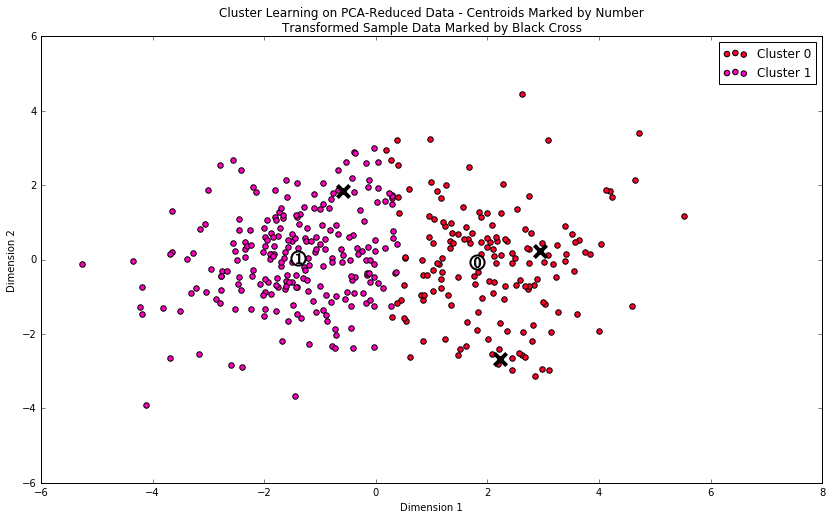 Cluster Learning on PCA-Reduced Data - Centroids Marked by Number
Transformed Sample Data Marked by Black Cross
Cluster 0
Cluster 1
6
4
2
0
−2
−4
−6
Dimension 2
1
0
−6
−4
−2
0
2
4
6
8
Dimension 1